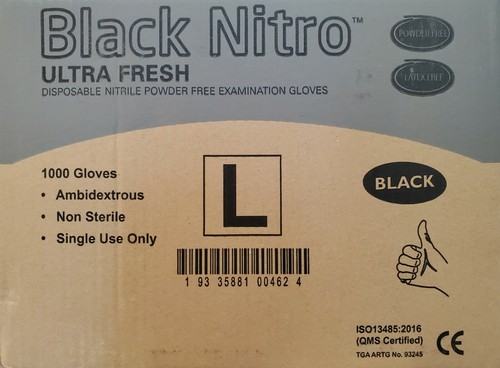 Black Nitro™
POWDER FREE
ULTRA FRESH
LATEX FREE
DISPOSABLE NITRILE POWDER FREE EXAMINATION GLOVES
1000 Gloves
• Ambidextrous
• Non Sterile
• Single Use Only
L
BLACK
1 93 35881 00462 4
ISO13485:2016
(QMS Certified)
TGA ARTG No. 93245
CE